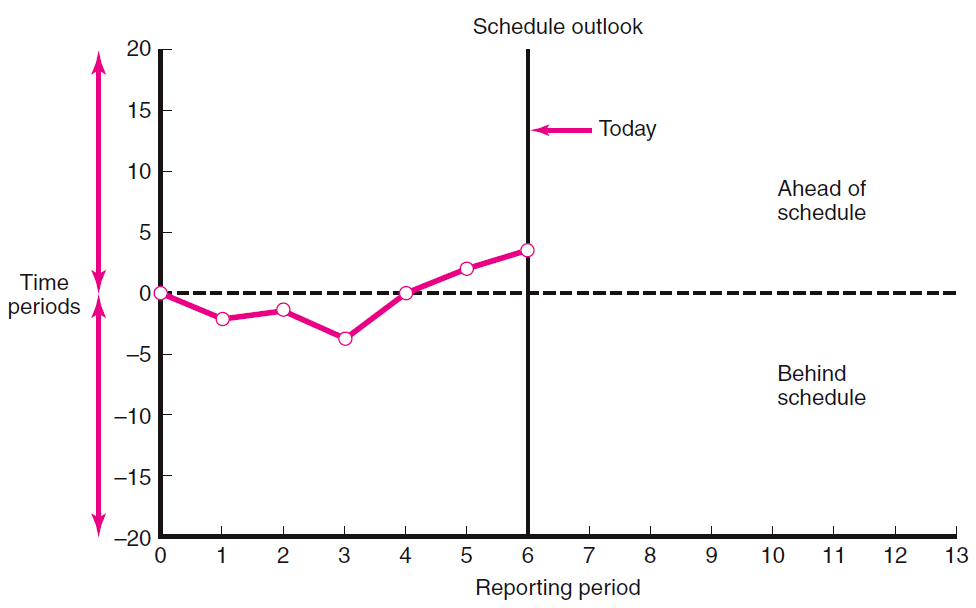 Schedule outlook
20
15
Today
10
Ahead of
schedule
5
Time
periods
0
–5
Behind
schedule
–10
–15
–20
0 1 2 3 4 5 6 7 8 9 10 11 12 13
Reporting period